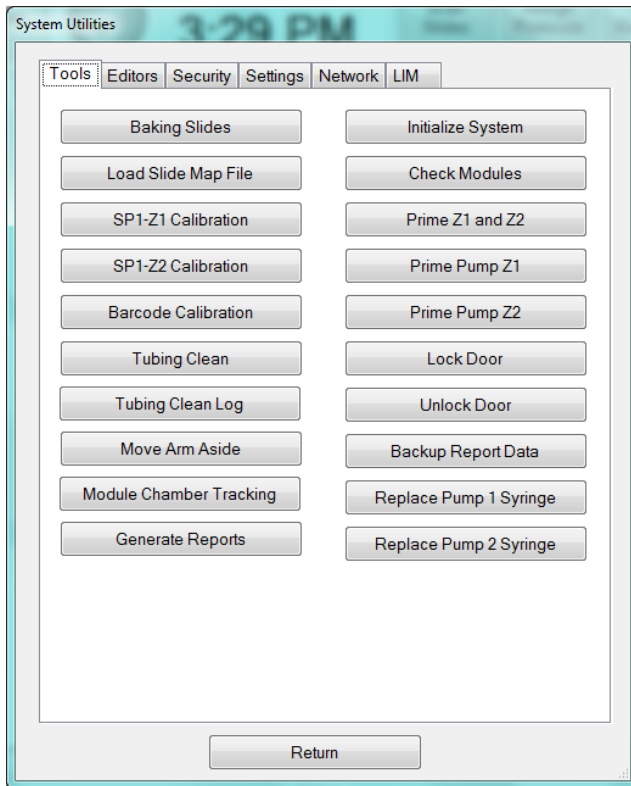 3:29 PM
System Utilities
Tools Editors Security Settings Network LIM
Baking Slides Initialize System
Load Slide Map File Check Modules
SP1-Z1 Calibration Prime Z1 and Z2
SP1-Z2 Calibration Prime Pump Z1
Barcode Calibration Prime Pump Z2
Tubing Clean Lock Door
Tubing Clean Log Unlock Door
Move Arm Aside Backup Report Data
Module Chamber Tracking Replace Pump 1 Syringe
Generate Reports Replace Pump 2 Syringe
Return